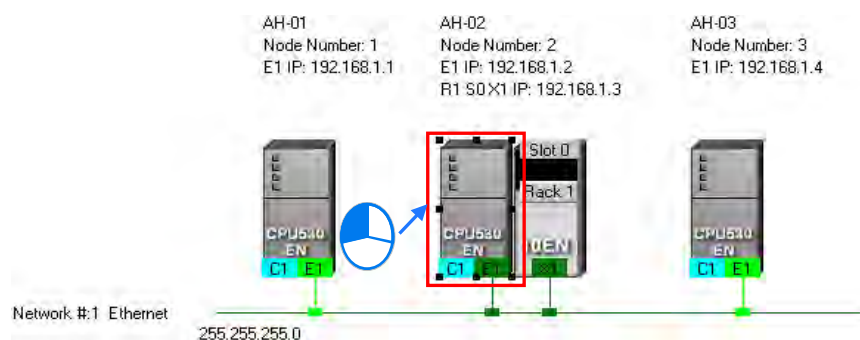 AH-01
Node Number: 1
E1 IP: 192.168.1.1
AH-02
Node Number: 2
E1 IP: 192.168.1.2
R1 S0 X1 IP: 192.168.1.3
AH-03
Node Number: 3
E1 IP: 192.168.1.4
CPU530
EN
C1 E1
CPU530
EN
C1 E1
Slot 0
Rack 1
0EN
X1
CPU530
EN
C1 E1
Network #:1 Ethernet
255.255.255.0